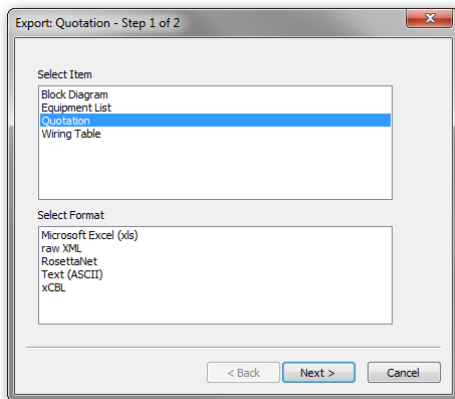 Export: Quotation - Step 1 of 2
Select Item
Block Diagram
Equipment List
Quotation
Wiring Table
Select Format
Microsoft Excel (xls)
raw XML
RosettaNet
Text (ASCII)
xCBL
< Back Next > Cancel